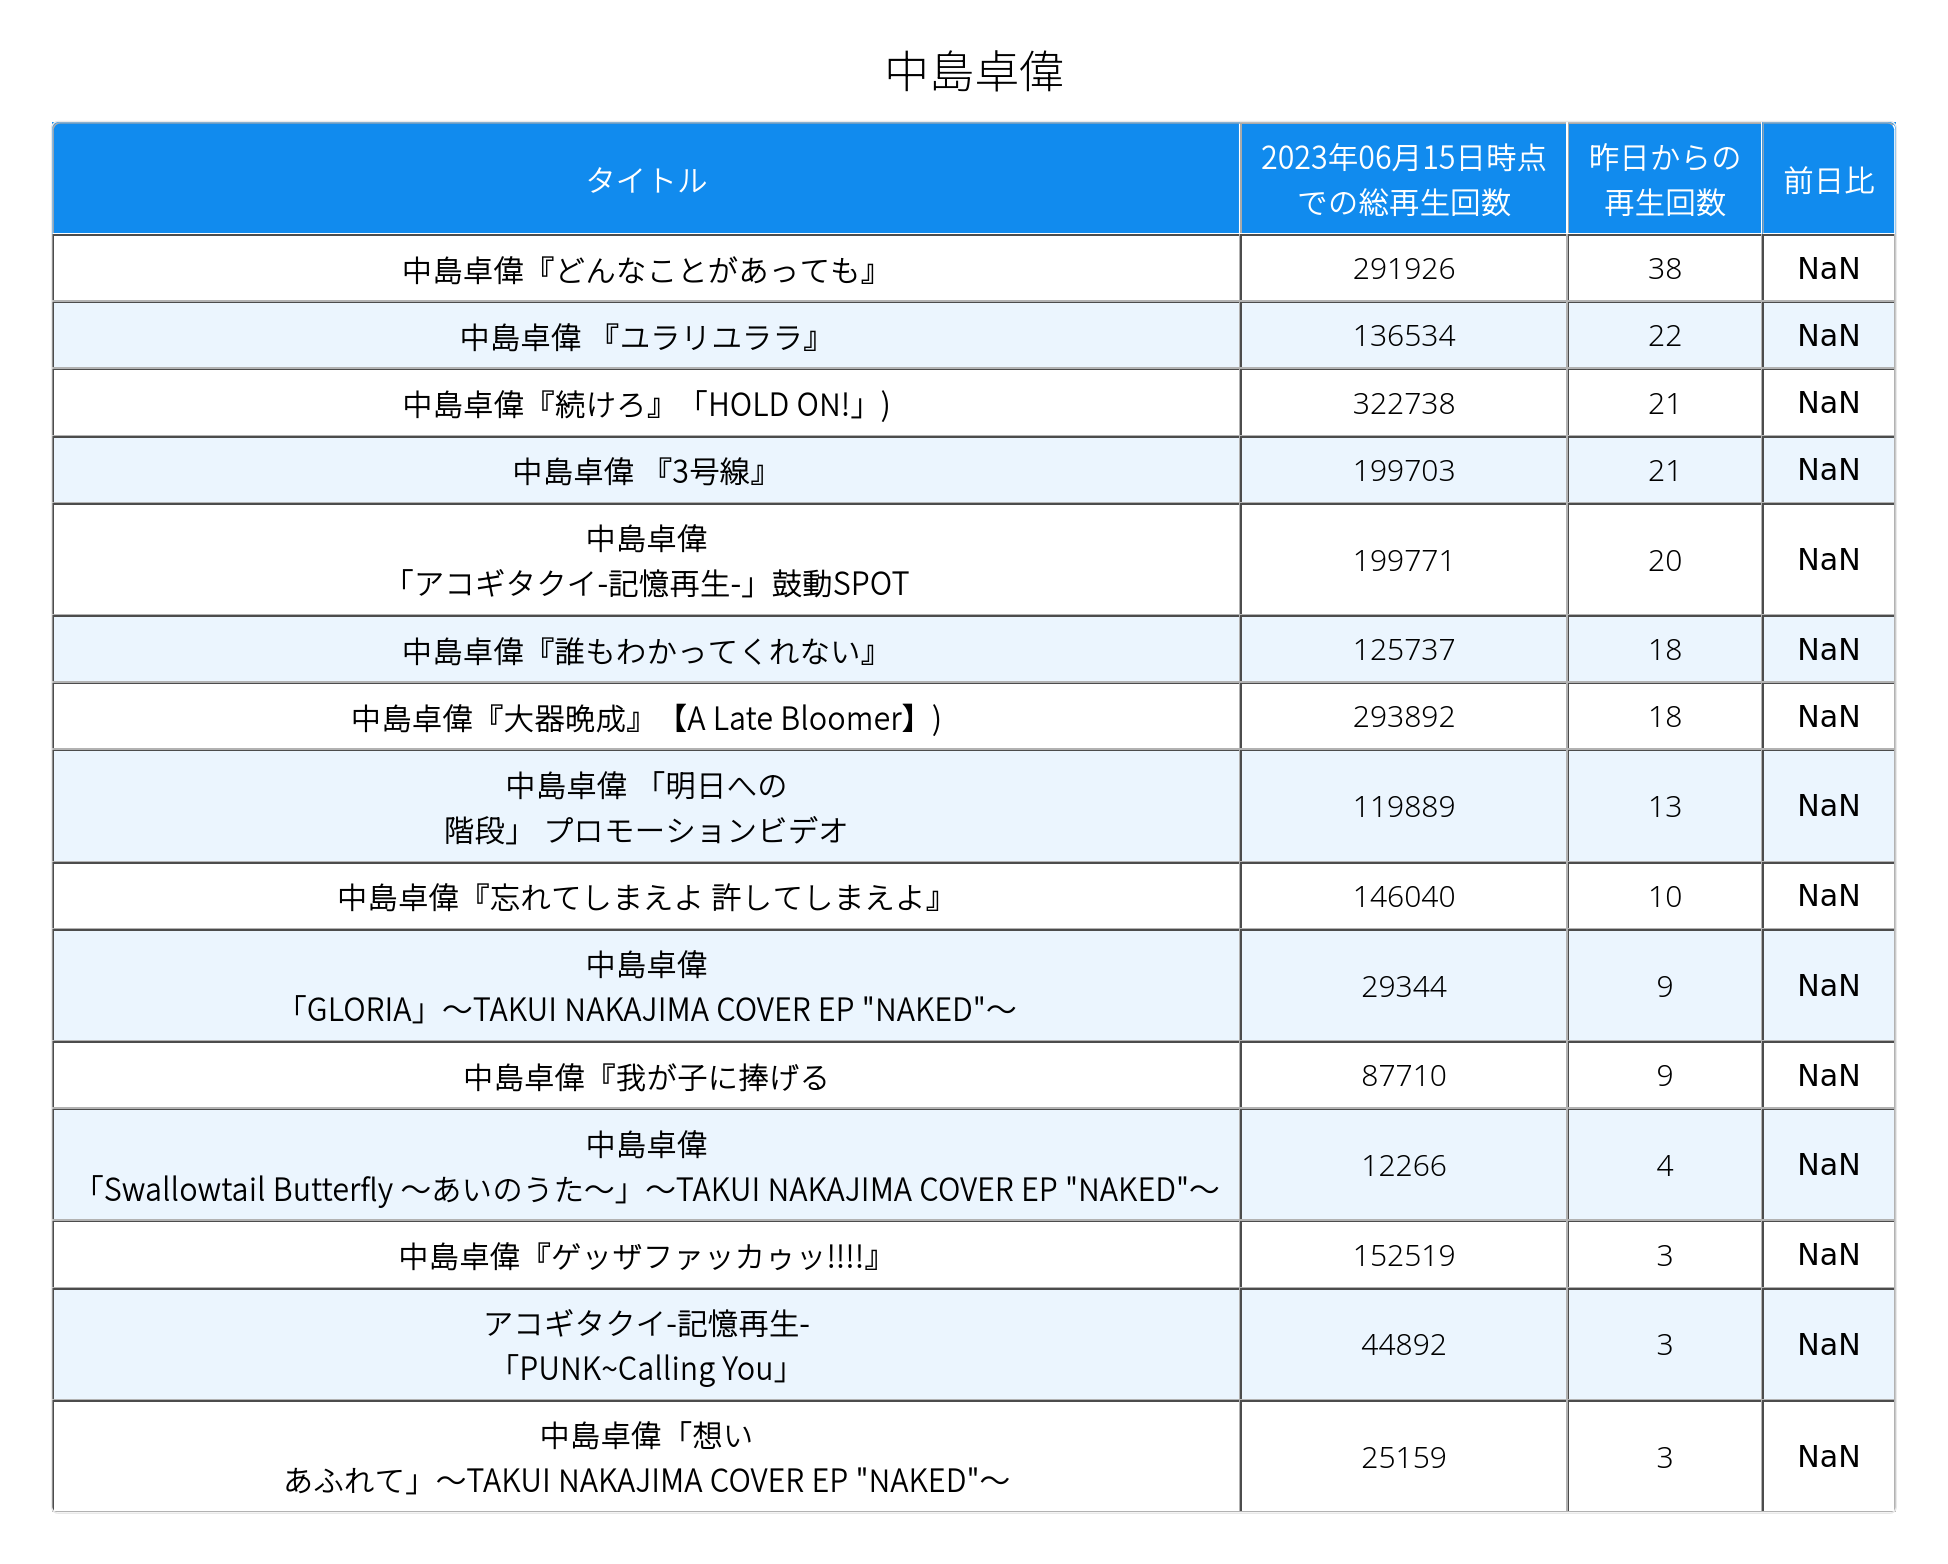 中島卓偉
タイトル
2023年06月15日時点
での総再生回数
昨日からの
再生回数
前日比
中島卓偉『どんなことがあっても』
291926
38
NaN
中島卓偉 『ユラリユララ』
136534
22
NaN
中島卓偉『続けろ』「HOLD ON!」)
322738
21
NaN
中島卓偉 『3号線』
199703
21
NaN
中島卓偉
「アコギタクイ-記憶再生-」鼓動SPOT
199771
20
NaN
中島卓偉『誰もわかってくれない』
125737
18
NaN
中島卓偉『大器晩成』【A Late Bloomer】)
293892
18
NaN
中島卓偉 「明日への
階段」 プロモーションビデオ
119889
13
NaN
中島卓偉『忘れてしまえよ 許してしまえよ』
146040
10
NaN
中島卓偉
「GLORIA」〜TAKUI NAKAJIMA COVER EP "NAKED"〜
29344
9
NaN
中島卓偉『我が子に捧げる
87710
9
NaN
中島卓偉
「Swallowtail Butterfly 〜あいのうた〜」〜TAKUI NAKAJIMA COVER EP "NAKED"〜
12266
4
NaN
中島卓偉『ゲッザファッカゥッ!!!!』
152519
3
NaN
アコギタクイ-記憶再生-
「PUNK~Calling You」
44892
3
NaN
中島卓偉「想い
あふれて」〜TAKUI NAKAJIMA COVER EP "NAKED"〜
25159
3
NaN